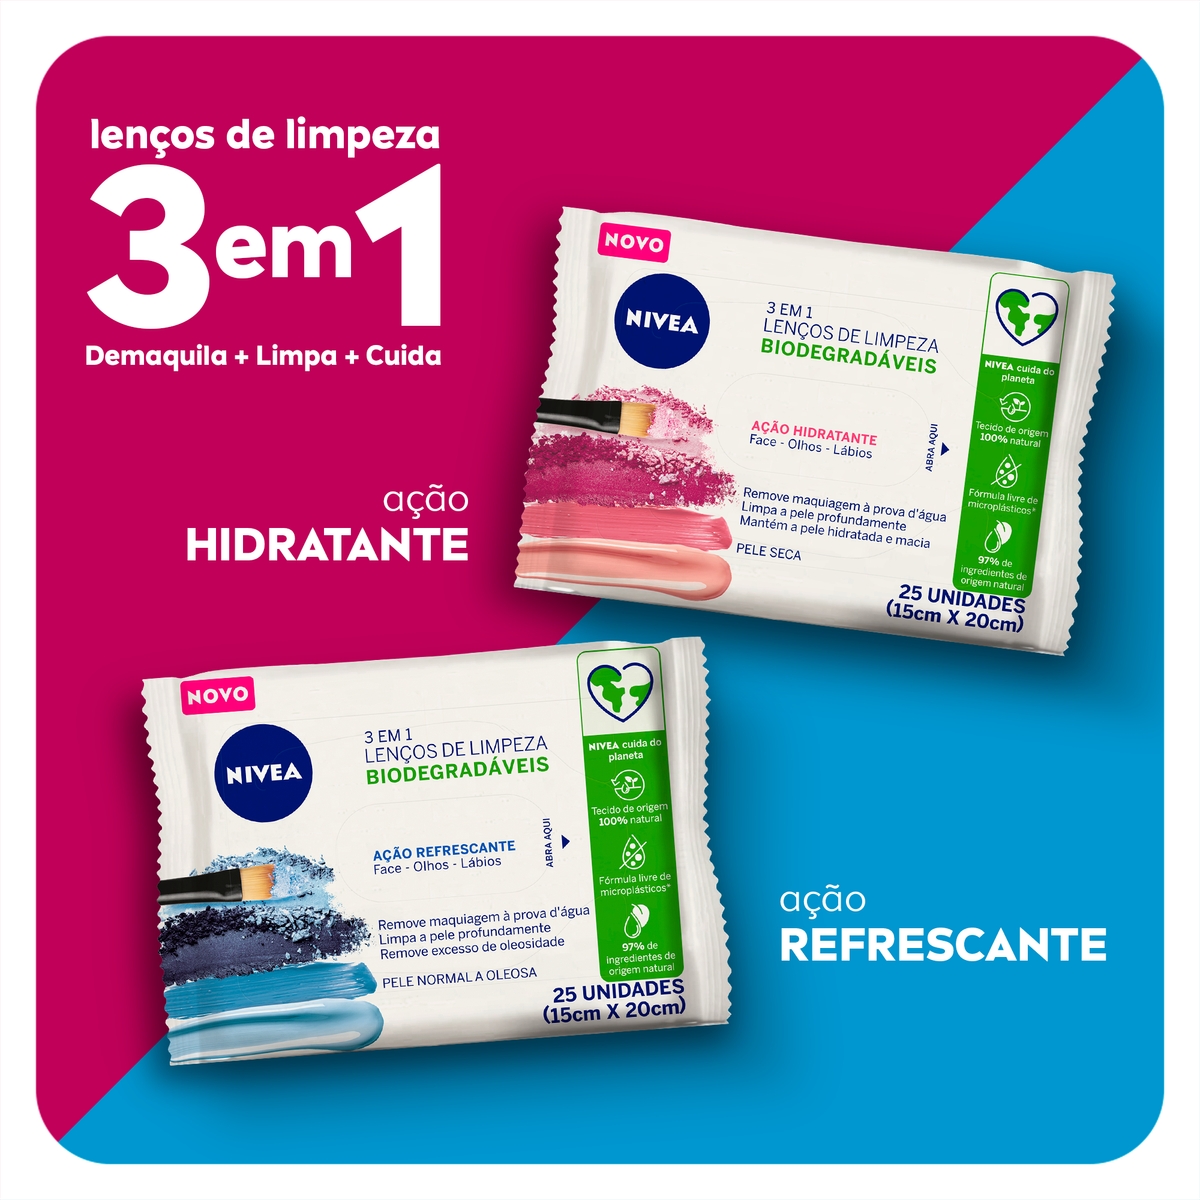 lenços de limpeza
3 em 1
Demaquila + Limpa + Cuida
ação
HIDRATANTE
NOVO
NIVEA
3 EM 1
LENÇOS DE LIMPEZA
BIODEGRADÁVEIS
AÇÃO HIDRATANTE
Face - Olhos - Lábios
ABRA AQUI
Remove maquiagem à prova d'água
Limpa a pele profundamente
Mantém a pele hidratada e macia
PELE SECA
NIVEA cuida do
planeta
Tecido de origem
100% natural
Fórmula livre de
microplásticos*
97% de
ingredientes de
origem natural
25 UNIDADES
(15cm X 20cm)
NOVO
NIVEA
3 EM 1
LENÇOS DE LIMPEZA
BIODEGRADÁVEIS
AÇÃO REFRESCANTE
Face - Olhos - Lábios
ABRA AQUI
Remove maquiagem à prova d'água
Limpa a pele profundamente
Remove excesso de oleosidade
PELE NORMAL A OLEOSA
NIVEA cuida do
planeta
Tecido de origem
100% natural
Fórmula livre de
microplásticos*
97% de
ingredientes de
origem natural
25 UNIDADES
(15cm X 20cm)
ação
REFRESCANTE